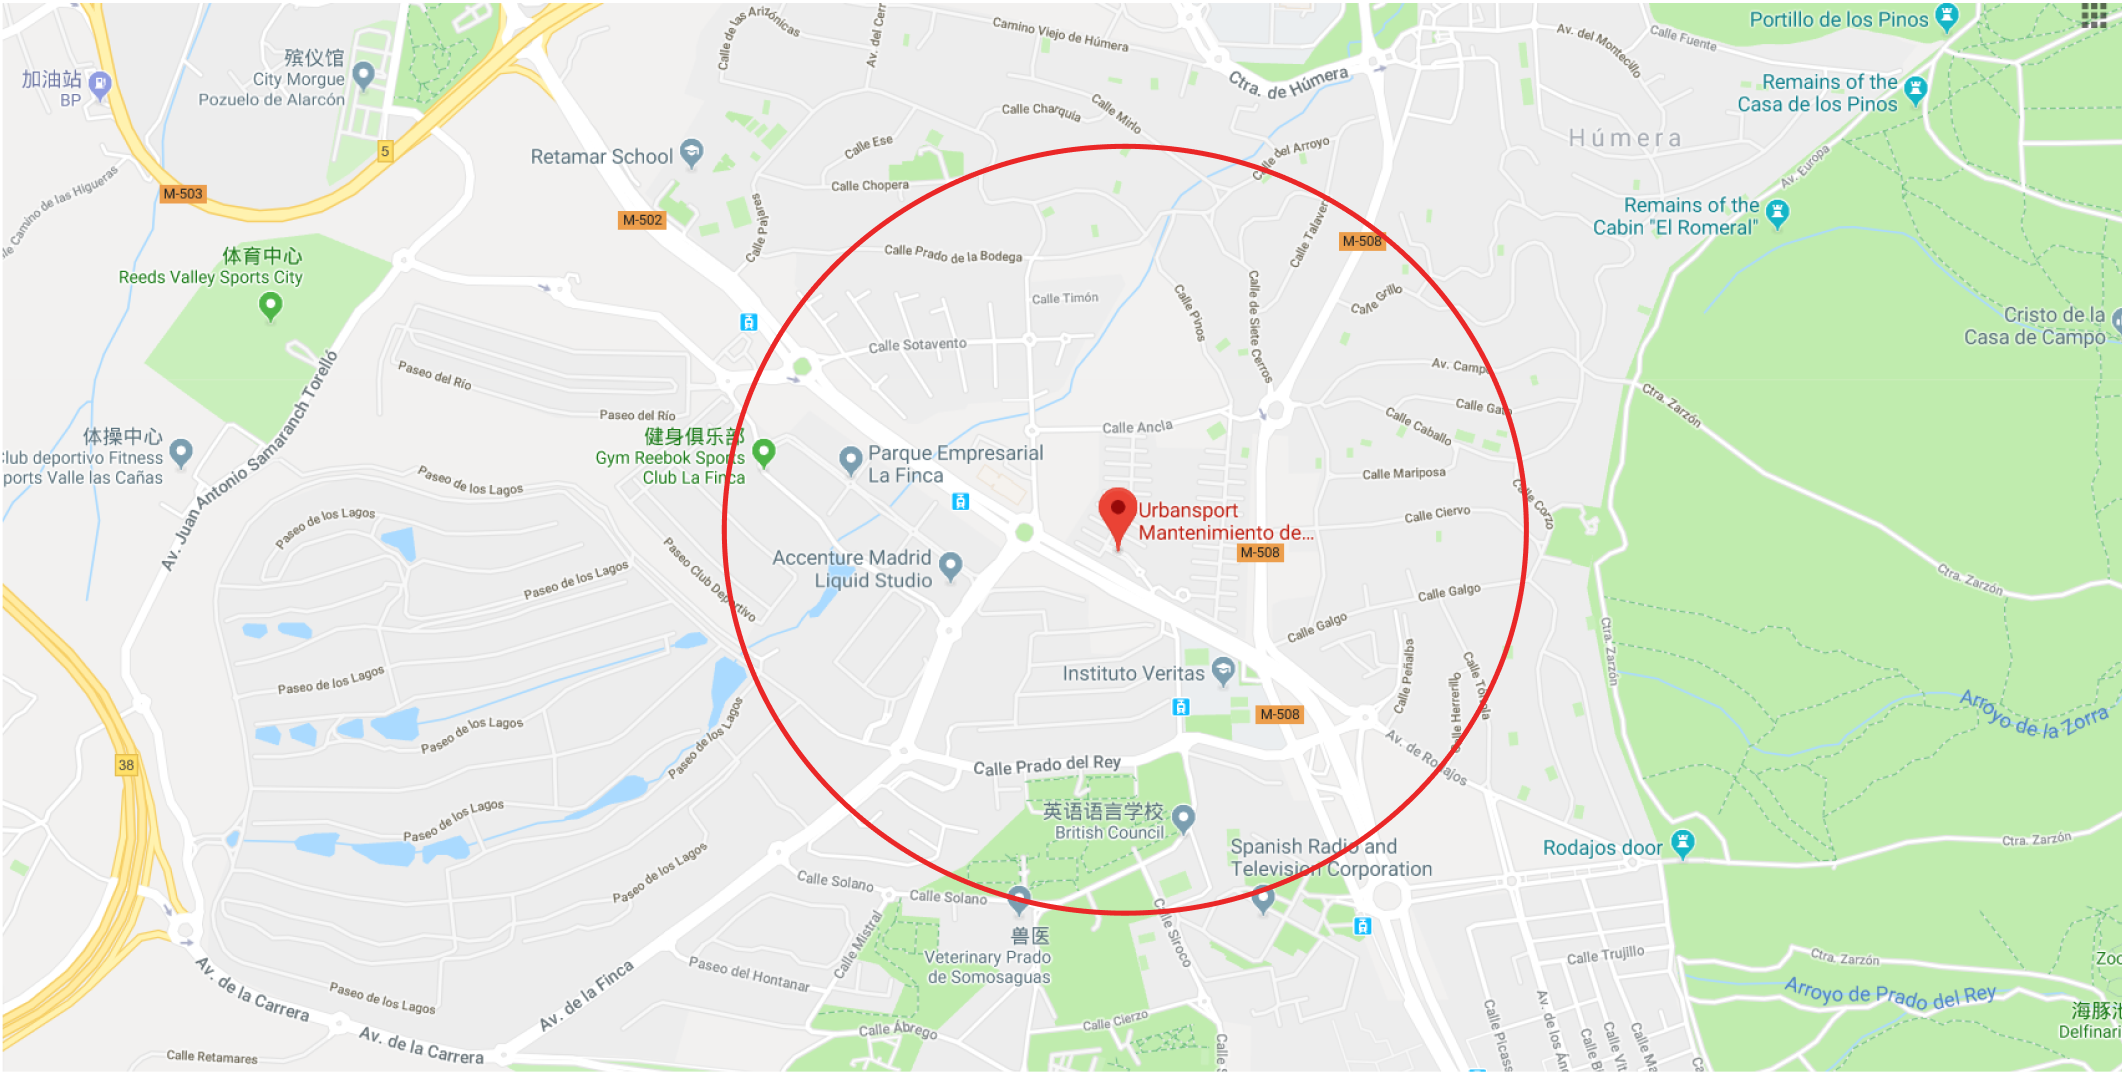 Portillo de los Pinos
Calle Fuente
Av. del Montecillo
Calle de las Arizónicas
Av. del Cerr
Camino Viejo de Húmera
Ctra. de Húmera
殡仪馆
City Morgue
Pozuelo de Alarcón
加油站
BP
Remains of the
Casa de los Pinos
Calle Charquia
Calle Mirlo
Húmera
Calle Ese
Calle del Arroyo
5
Retamar School
Av. Europa
M-503
le Camino de las Higueras
Calle Chopera
M-502
Calle Pajares
Calle Talaver
Remains of the
Cabin "El Romeral"
M-508
体育中心
Reeds Valley Sports City
Calle Prado de la Bodega
Calle Timón
Calle Pinos
Calle de Siete Cerros
Calle Grillo
Cristo de la
Casa de Campo
Calle Sotavento
Av. Campo
Paseo del Río
Paseo del Río
Calle Gato
Ctra. Zarzón
Calle Caballo
Calle Ancla
体操中心
Club deportivo Fitness
ports Valle las Cañas
Av. Juan Antonio Samaranch Torelló
健身俱乐部
Gym Reebok Sports
Club La Finca
Parque Empresarial
La Finca
Calle Mariposa
Paseo de los Lagos
Calle Corzo
Paseo de los Lagos
Urbansport
Mantenimiento de...
Calle Ciervo
M-508
Accenture Madrid
Liquid Studio
Paseo Club Deportivo
Paseo de los Lagos
Ctra. Zarzón
Calle Galgo
Calle Galgo
Ctra. Zarzón
Paseo de los Lagos
Instituto Veritas
Calle Peñalba
Calle Herrerillo
Calle Tórtola
Arroyo de la Zorra
M-508
Paseo de los Lagos
Paseo de los Lagos
38
Calle Prado del Rey
Av. de Rodajos
英语语言学校
British Council
Paseo de los Lagos
Spanish Radio and
Television Corporation
Rodajos door
Ctra. Zarzón
Paseo de los Lagos
Calle Solano
Calle Solano
Calle Mistral
Calle Siroco
兽医
Veterinary Prado
de Somosaguas
Calle Trujillo
Ctra. Zarzón
Zoo
Av. de la Carrera
Av. de la Finca
Paseo del Hontanar
Paseo de los Lagos
Arroyo de Prado del Rey
海豚池
Delfinari
Calle Ábrego
Calle Cierzo
Av. de la Carrera
Calle Retamares
Calle S
Calle Picass
Av. de los Án
Calle B
Calle Vít
Calle Ma
Ca